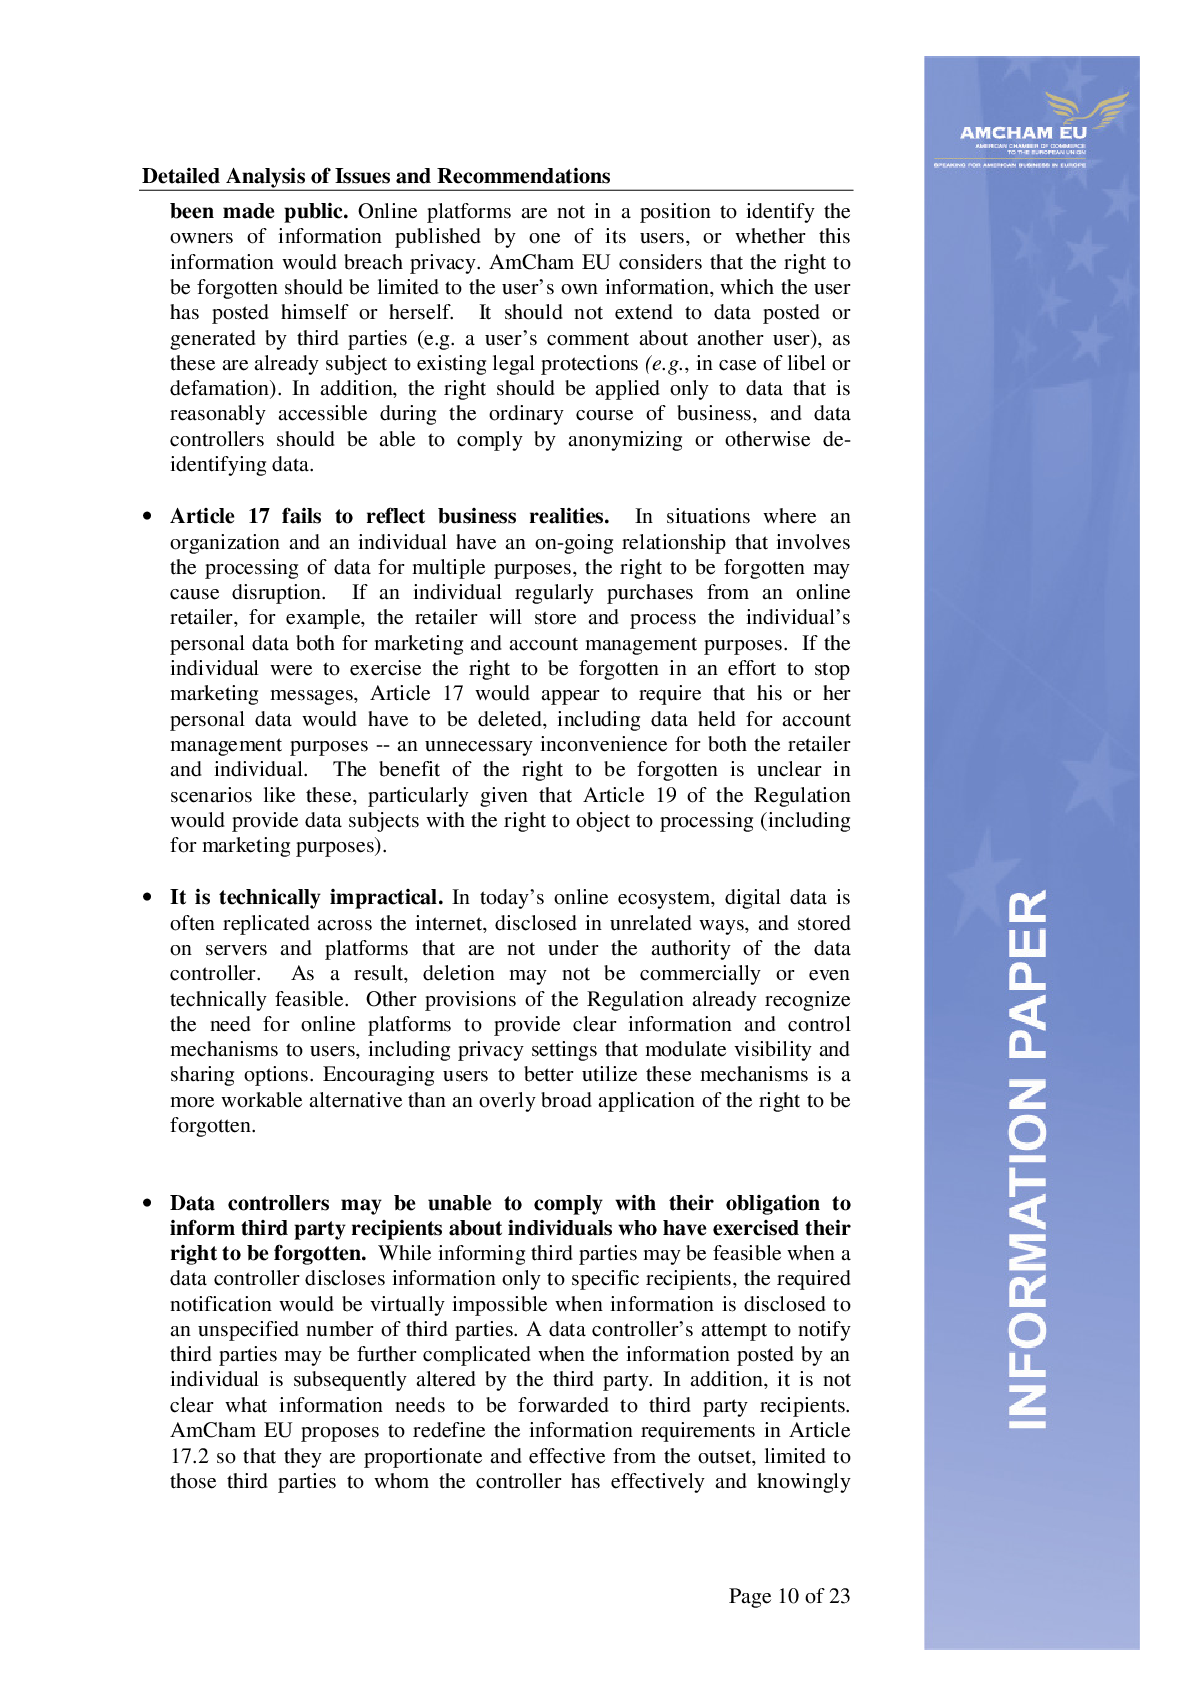 AMCHAM EU
AMERICAN CHAMBER OF COMMERCE
TO THE EUROPEAN UNION
SPEAKING FOR AMERICAN BUSINESS IN EUROPE
Detailed Analysis of Issues and Recommendations
been made public. Online platforms are not in a position to identify the
owners of information published by one of its users, or whether this
information would breach privacy. AmCham EU considers that the right to
be forgotten should be limited to the user’s own information, which the user
has posted himself or herself. It should not extend to data posted or
generated by third parties (e.g. a user’s comment about another user), as
these are already subject to existing legal protections (e.g., in case of libel or
defamation). In addition, the right should be applied only to data that is
reasonably accessible during the ordinary course of business, and data
controllers should be able to comply by anonymizing or otherwise de-
identifying data.
• Article 17 fails to reflect business realities. In situations where an
organization and an individual have an on-going relationship that involves
the processing of data for multiple purposes, the right to be forgotten may
cause disruption. If an individual regularly purchases from an online
retailer, for example, the retailer will store and process the individual’s
personal data both for marketing and account management purposes. If the
individual were to exercise the right to be forgotten in an effort to stop
marketing messages, Article 17 would appear to require that his or her
personal data would have to be deleted, including data held for account
management purposes -- an unnecessary inconvenience for both the retailer
and individual. The benefit of the right to be forgotten is unclear in
scenarios like these, particularly given that Article 19 of the Regulation
would provide data subjects with the right to object to processing (including
for marketing purposes).
• It is technically impractical. In today’s online ecosystem, digital data is
often replicated across the internet, disclosed in unrelated ways, and stored
on servers and platforms that are not under the authority of the data
controller. As a result, deletion may not be commercially or even
technically feasible. Other provisions of the Regulation already recognize
the need for online platforms to provide clear information and control
mechanisms to users, including privacy settings that modulate visibility and
sharing options. Encouraging users to better utilize these mechanisms is a
more workable alternative than an overly broad application of the right to be
forgotten.
• Data controllers may be unable to comply with their obligation to
inform third party recipients about individuals who have exercised their
right to be forgotten. While informing third parties may be feasible when a
data controller discloses information only to specific recipients, the required
notification would be virtually impossible when information is disclosed to
an unspecified number of third parties. A data controller’s attempt to notify
third parties may be further complicated when the information posted by an
individual is subsequently altered by the third party. In addition, it is not
clear what information needs to be forwarded to third party recipients.
AmCham EU proposes to redefine the information requirements in Article
17.2 so that they are proportionate and effective from the outset, limited to
those third parties to whom the controller has effectively and knowingly
INFORMATION PAPER
Page 10 of 23